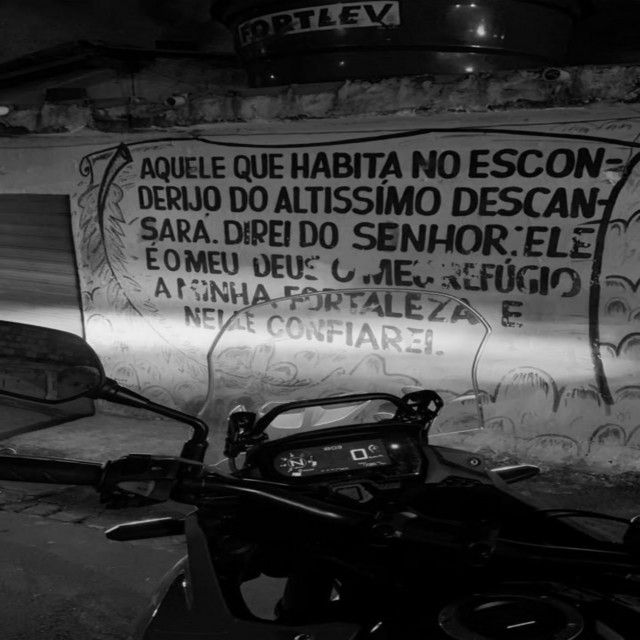 FORTLEV
AQUELE QUE HABITA NO ESCON-
DERIJO DO ALTISSÍMO DESCAN-
SARÁ. DIREI DO SENHOR: ELE
É O MEU DEUS O MEU REFÚGIO
A MINHA FORTALEZA E
NELE CONFIAREI.
0